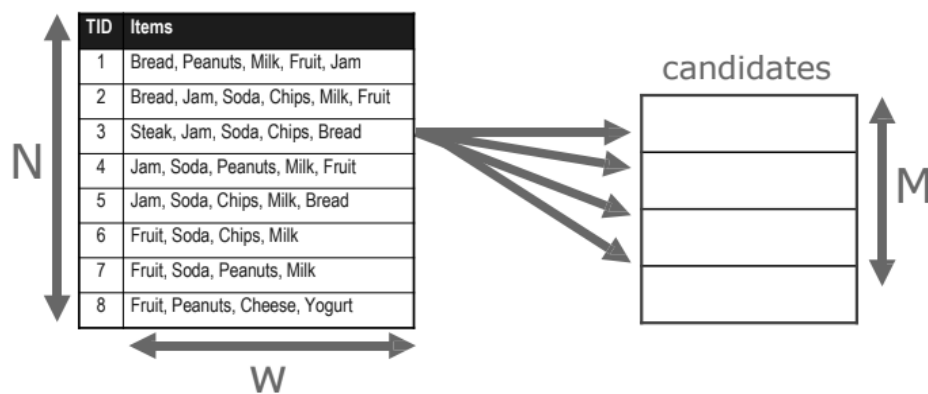 TID Items
1 Bread, Peanuts, Milk, Fruit, Jam
2 Bread, Jam, Soda, Chips, Milk, Fruit
3 Steak, Jam, Soda, Chips, Bread
4 Jam, Soda, Peanuts, Milk, Fruit
5 Jam, Soda, Chips, Milk, Bread
6 Fruit, Soda, Chips, Milk
7 Fruit, Soda, Peanuts, Milk
8 Fruit, Peanuts, Cheese, Yogurt
N
w
candidates
M